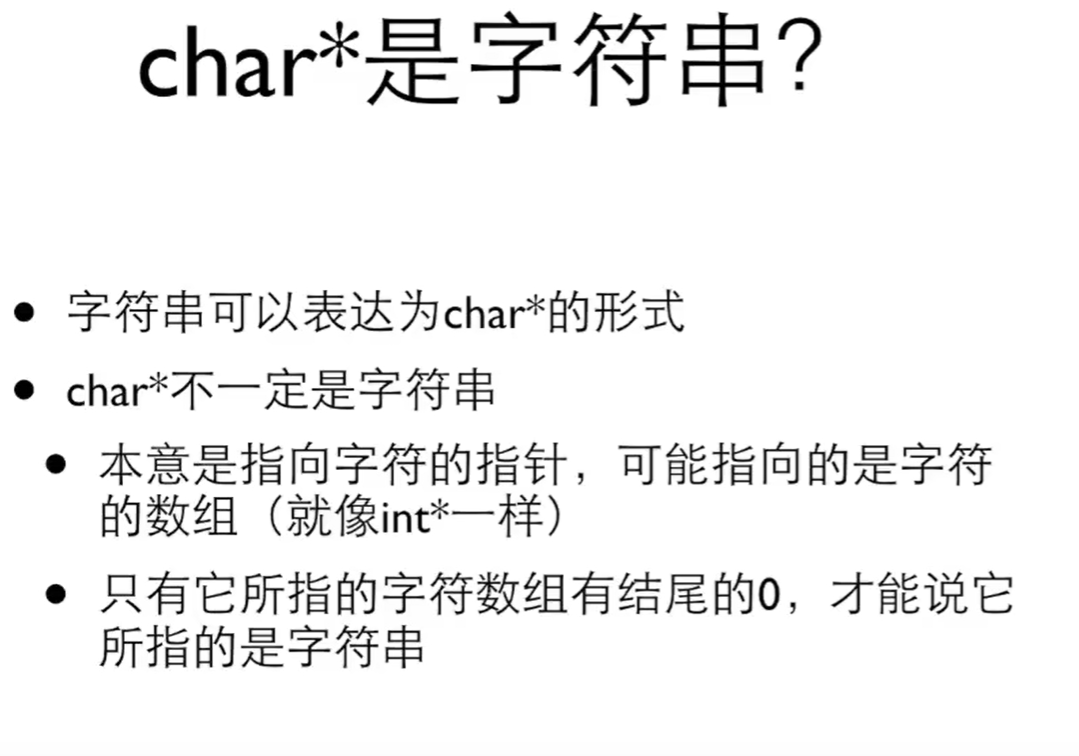 char*是字符串?
• 字符串可以表达为char*的形式
• char*不一定是字符串
• 本意是指向字符的指针，可能指向的是字符
的数组（就像int*一样）
• 只有它所指的字符数组有结尾的0，才能说它
所指的是字符串